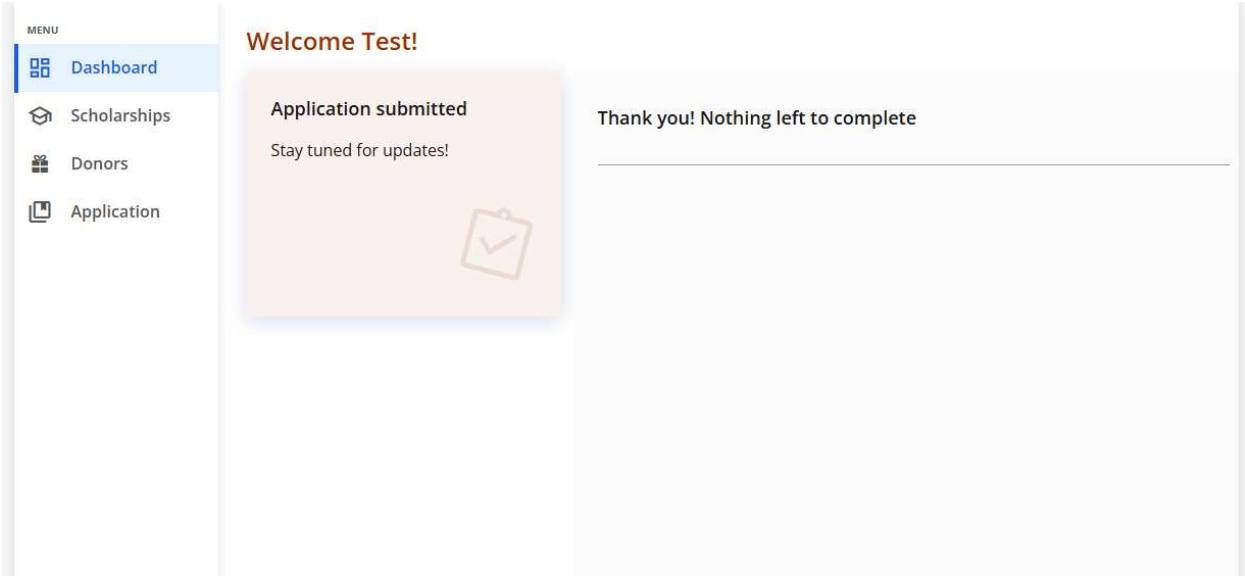 MENU
Dashboard
Scholarships
Donors
Application
Welcome Test!
Application submitted
Stay tuned for updates!
Thank you! Nothing left to complete